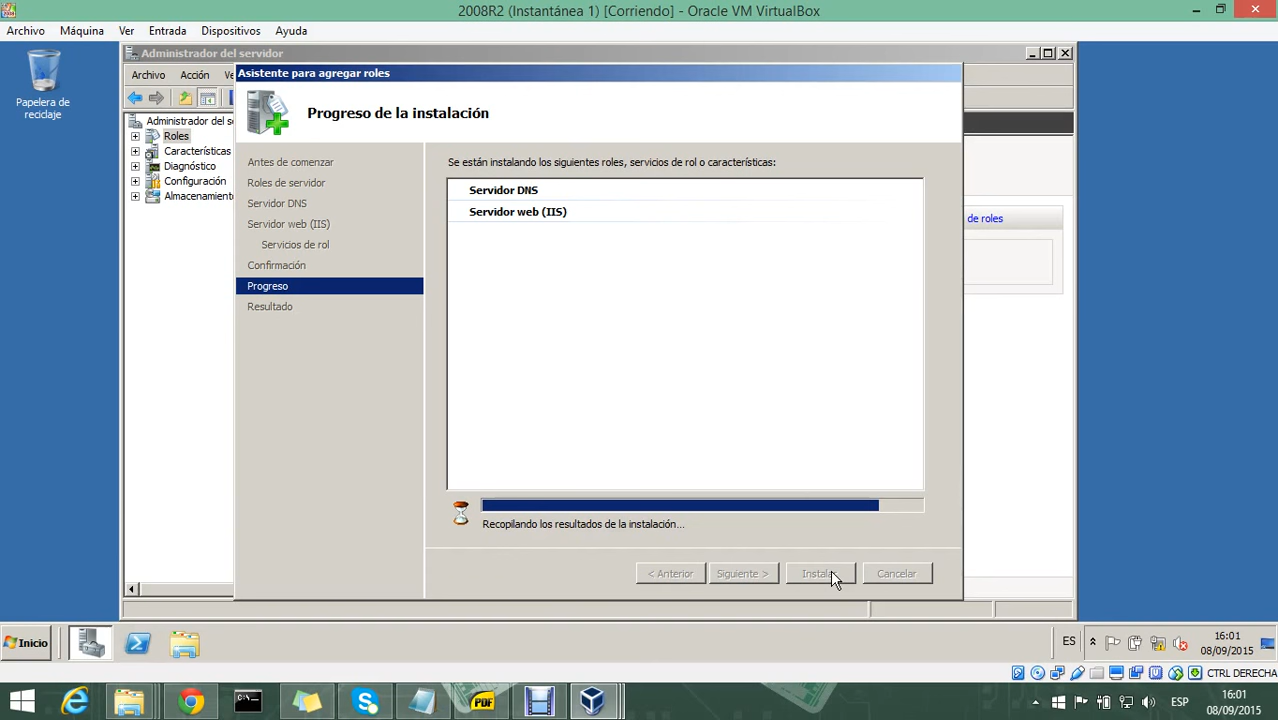 2008R2 (Instantánea 1) [Corriendo] - Oracle VM VirtualBox
Archivo Máquina Ver Entrada Dispositivos Ayuda
Papelera de reciclaje
Administrador del servidor
Archivo Acción
Asistente para agregar roles
Progreso de la instalación
Administrador del s
Roles
Características
Diagnóstico
Configuración
Almacenamiento
Antes de comenzar
Roles de servidor
Servidor DNS
Servidor web (IIS)
Servicios de rol
Confirmación
Progreso
Resultado
Se están instalando los siguientes roles, servicios de rol o características:
Servidor DNS
Servidor web (IIS)
de roles
Recopilando los resultados de la instalación...
< Anterior Siguiente > Instalar Cancelar
Inicio
ES
16:01
08/09/2015
CTRL DERECHA
PDF
ESP
16:01
08/09/2015